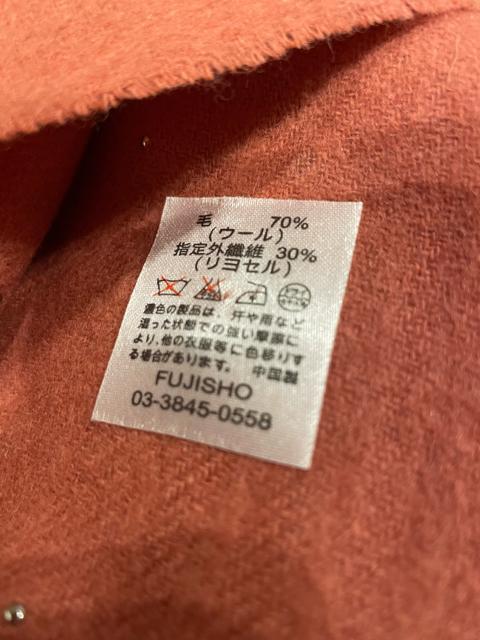 毛 70%
(ウール)
指定外繊維 30%
(リヨセル)
濃色の製品は、汗や雨など
湿った状態での強い摩擦に
より、他の衣服等に色移りす
る場合があります。 中国製
FUJISHO
03-3845-0558